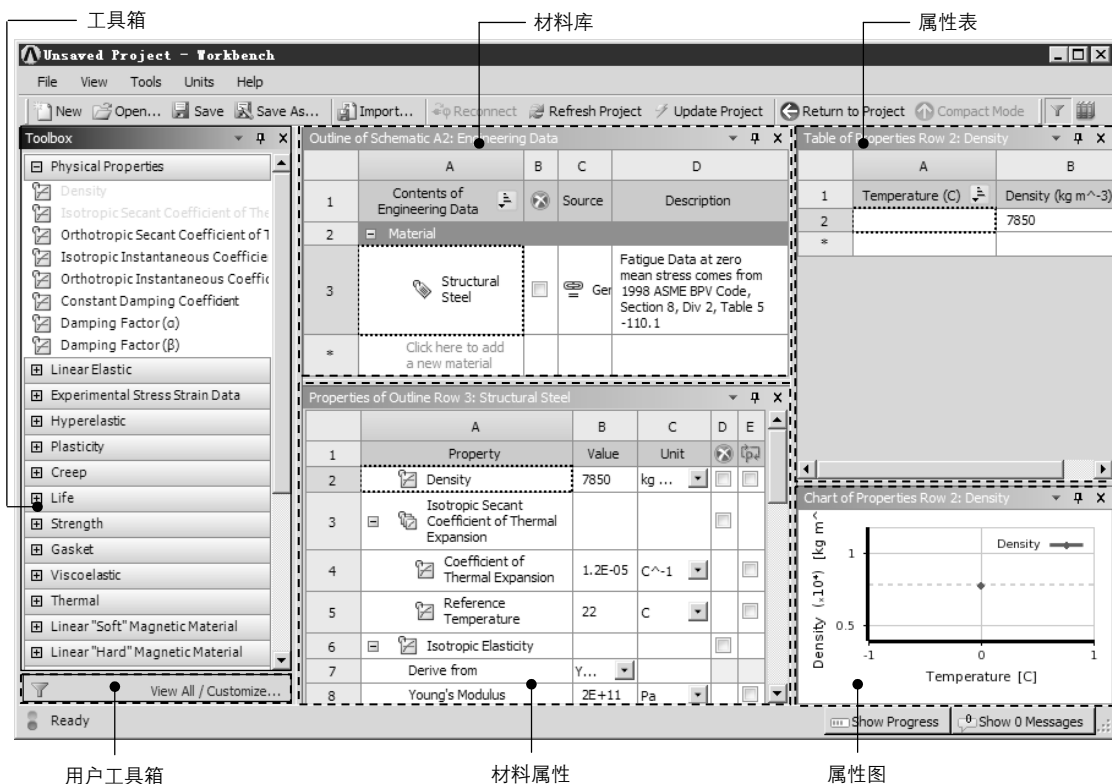 工具箱
材料库
属性表
Unsaved Project - Workbench
File View Tools Units Help
New Open... Save Save As... Import... Reconnect Refresh Project Update Project Return to Project Compact Mode
Toolbox
Physical Properties
Density
Isotropic Secant Coefficient of The
Orthotropic Secant Coefficient of T
Isotropic Instantaneous Coefficie
Orthotropic Instantaneous Coeffic
Constant Damping Coefficient
Damping Factor (α)
Damping Factor (β)
Linear Elastic
Experimental Stress Strain Data
Hyperelastic
Plasticity
Creep
Life
Strength
Gasket
Viscoelastic
Thermal
Linear "Soft" Magnetic Material
Linear "Hard" Magnetic Material
View All / Customize...
Outline of Schematic A2: Engineering Data
A B C D
1 Contents of Engineering Data Source Description
2 Material
3 Structural Steel Ger Fatigue Data at zero mean stress comes from 1998 ASME BPV Code, Section 8, Div 2, Table 5 -110.1
* Click here to add a new material
Properties of Outline Row 3: Structural Steel
A B C D E
1 Property Value Unit
2 Density 7850 kg ...
3 Isotropic Secant Coefficient of Thermal Expansion
4 Coefficient of Thermal Expansion 1.2E-05 C^-1
5 Reference Temperature 22 C
6 Isotropic Elasticity
7 Derive from Y...
8 Young's Modulus 2E+11 Pa
Table of Properties Row 2: Density
A B
1 Temperature (C) Density (kg m^-3)
2 7850
*
Chart of Properties Row 2: Density
Density (.10⁴) [kg m^
1
0.5
Density
-1 0 1
Temperature [C]
Ready
Show Progress 0 Show 0 Messages
用户工具箱
材料属性
属性图